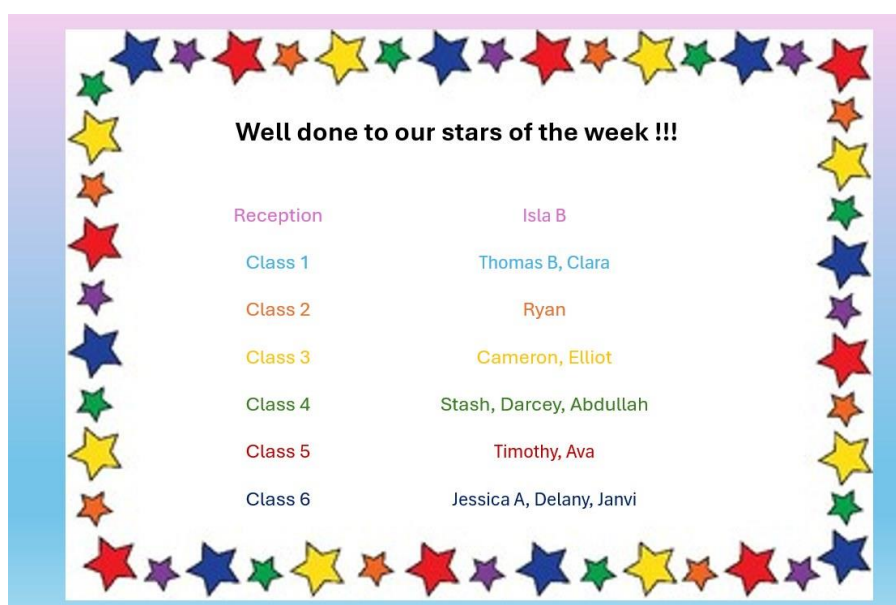 Well done to our stars of the week !!!
Reception Isla B
Class 1 Thomas B, Clara
Class 2 Ryan
Class 3 Cameron, Elliot
Class 4 Stash, Darcey, Abdullah
Class 5 Timothy, Ava
Class 6 Jessica A, Delany, Janvi